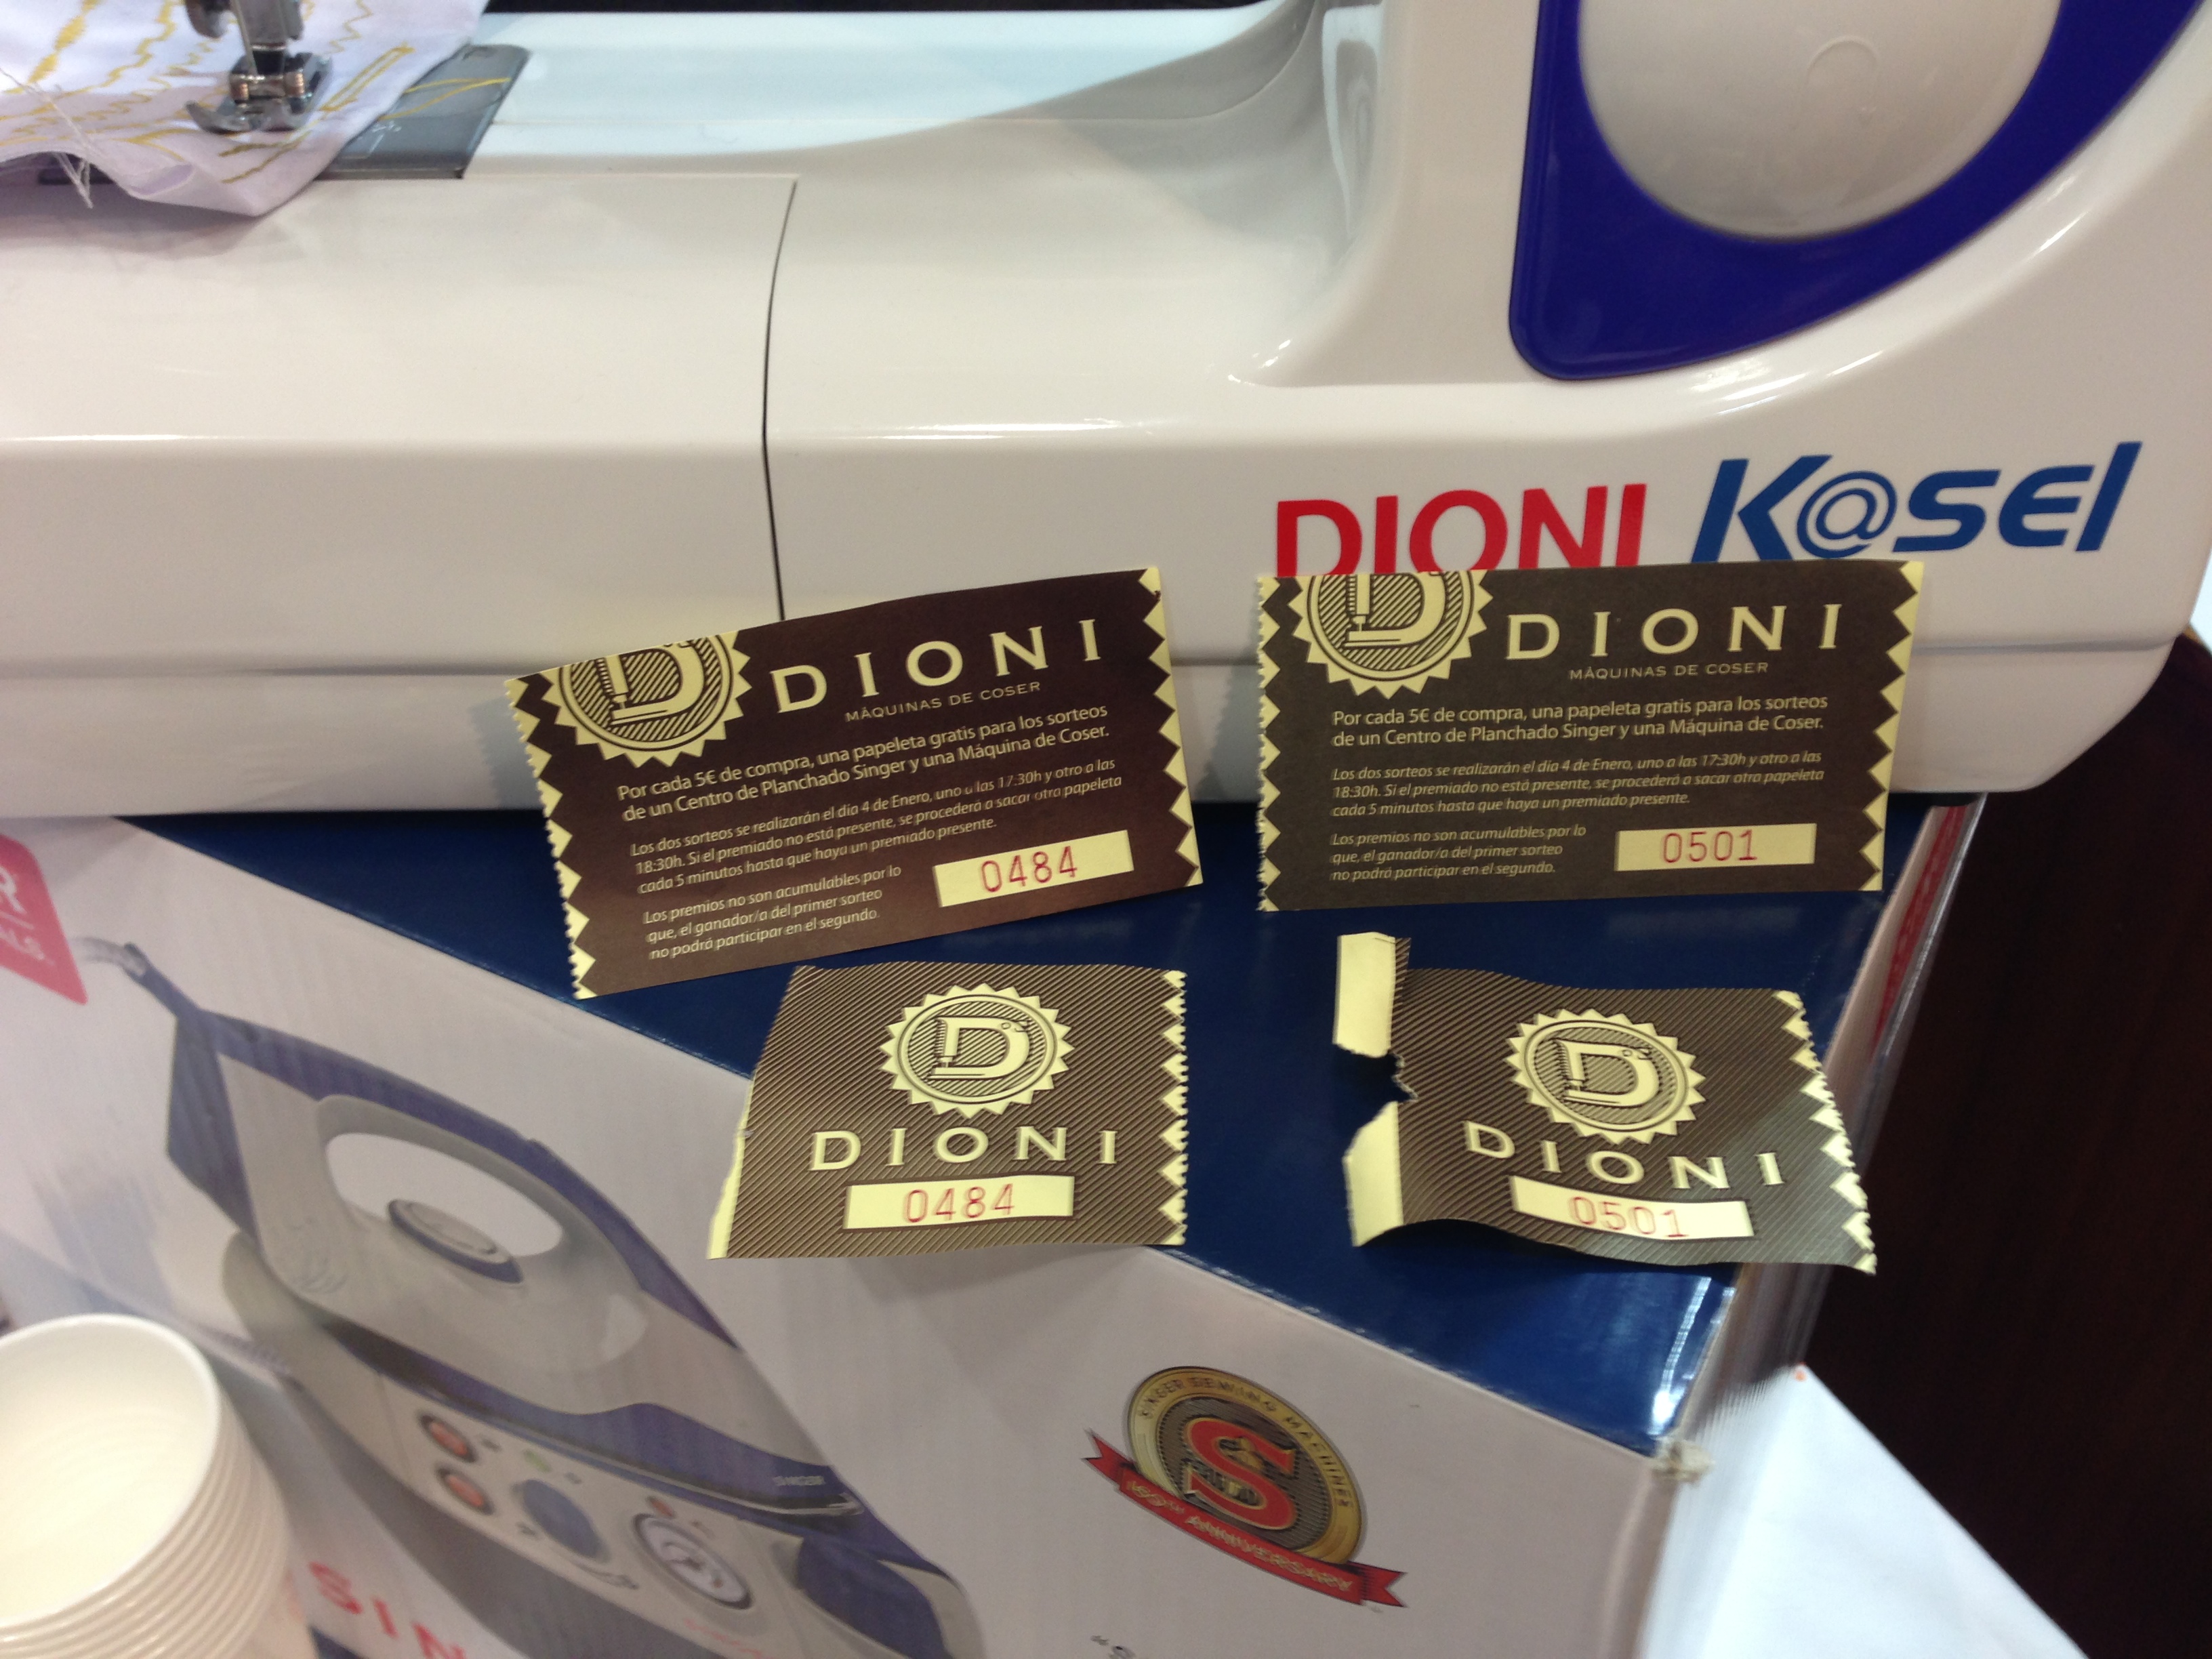 DIONI K@sel
DIONI
MÁQUINAS DE COSER
Por cada 5€ de compra, una papeleta gratis para los sorteos
de un Centro de Planchado Singer y una Máquina de Coser.
Los dos sorteos se realizarán el día 4 de Enero, uno a las 17:30h y otro a las
18:30h. Si el premiado no está presente, se procederá a sacar otra papeleta
cada 5 minutos hasta que haya un premiado presente.
Los premios no son acumulables por lo
que, el ganador/a del primer sorteo
no podrá participar en el segundo.
0484
DIONI
MÁQUINAS DE COSER
Por cada 5€ de compra, una papeleta gratis para los sorteos
de un Centro de Planchado Singer y una Máquina de Coser.
Los dos sorteos se realizarán el día 4 de Enero, uno a las 17:30h y otro a las
18:30h. Si el premiado no está presente, se procederá a sacar otra papeleta
cada 5 minutos hasta que haya un premiado presente.
Los premios no son acumulables por lo
que, el ganador/a del primer sorteo
no podrá participar en el segundo.
0501
D
DIONI
0484
D
DIONI
0501
SINGER SEWING MACHINES
S
160TH ANNIVERSARY
SIN